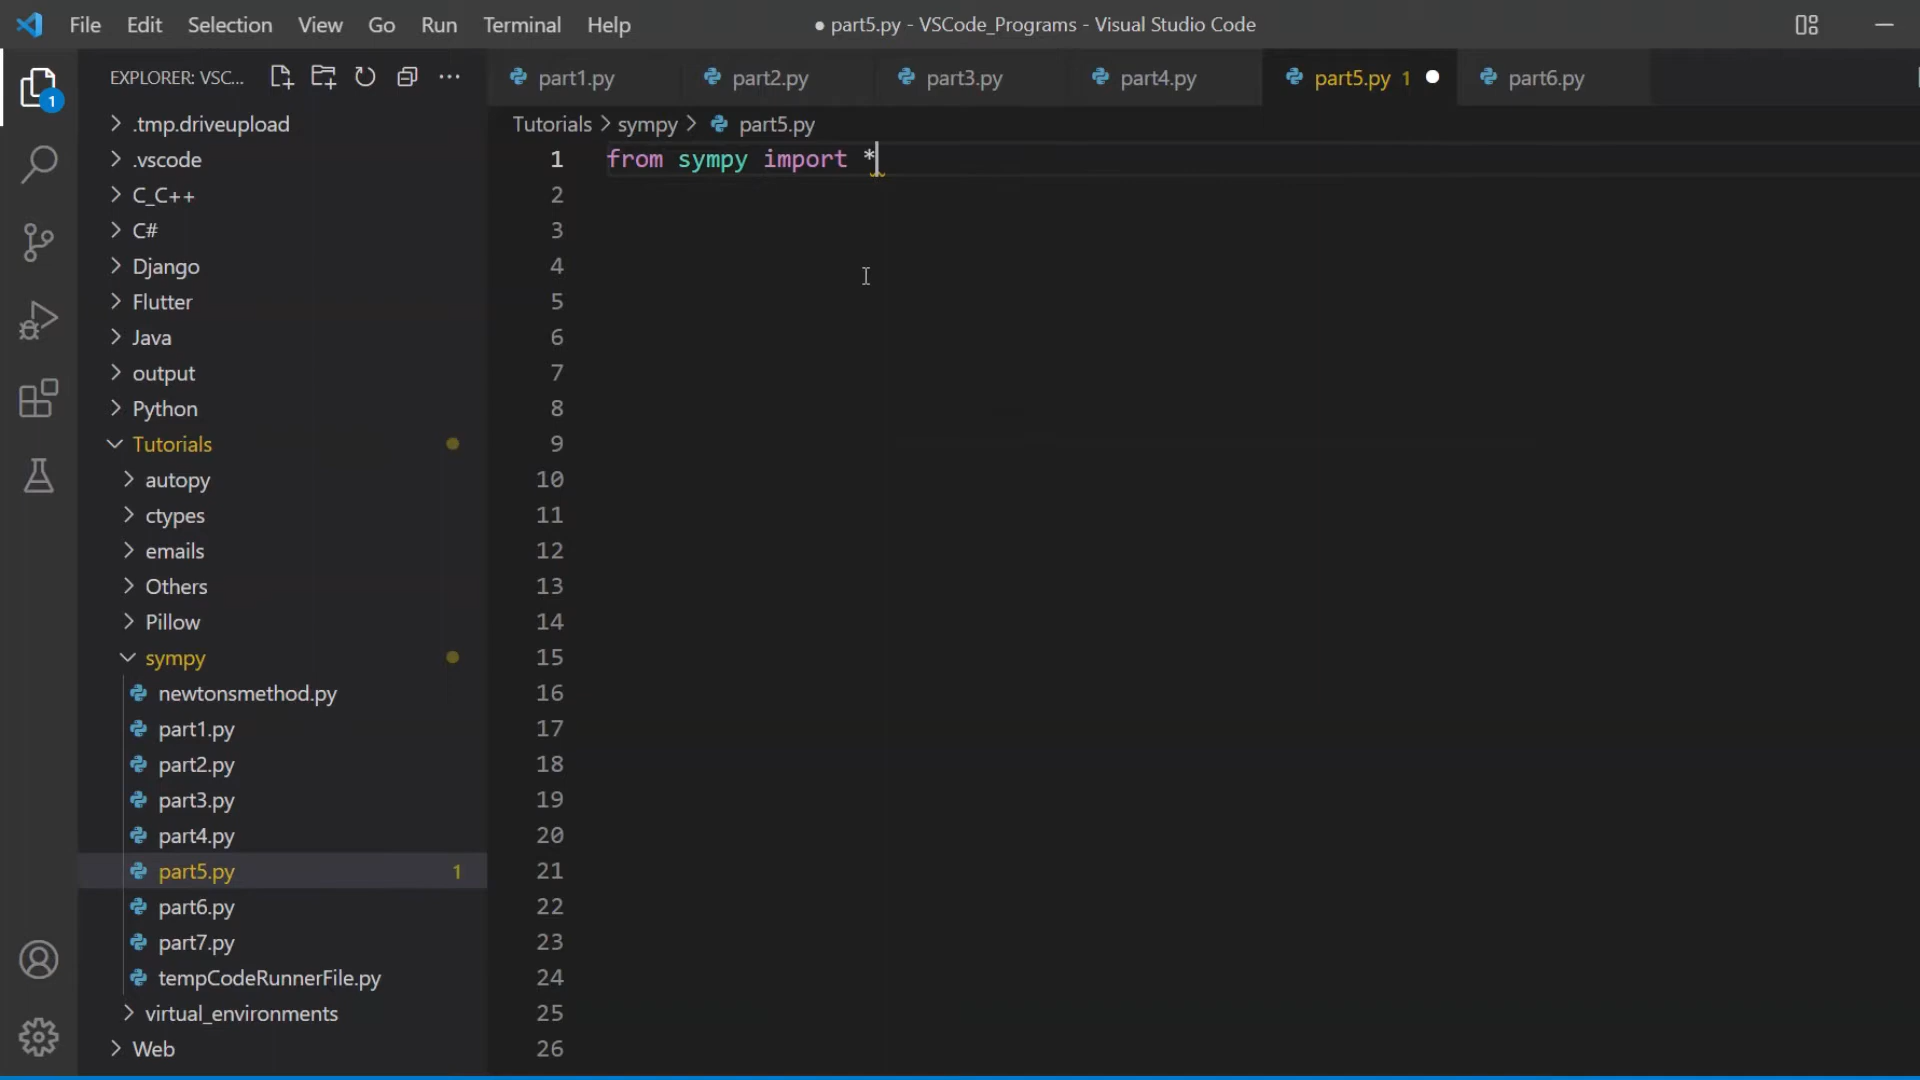 File Edit Selection View Go Run Terminal Help
● part5.py - VSCode_Programs - Visual Studio Code
EXPLORER: VSC...
1
.tmp.driveupload
.vscode
C_C++
C#
Django
Flutter
Java
output
Python
Tutorials
autopy
ctypes
emails
Others
Pillow
sympy
newtonsmethod.py
part1.py
part2.py
part3.py
part4.py
part5.py 1
part6.py
part7.py
tempCodeRunnerFile.py
virtual_environments
Web
part1.py part2.py part3.py part4.py part5.py 1 part6.py
Tutorials > sympy > part5.py
1 from sympy import *
2
3
4
5
6
7
8
9
10
11
12
13
14
15
16
17
18
19
20
21
22
23
24
25
26